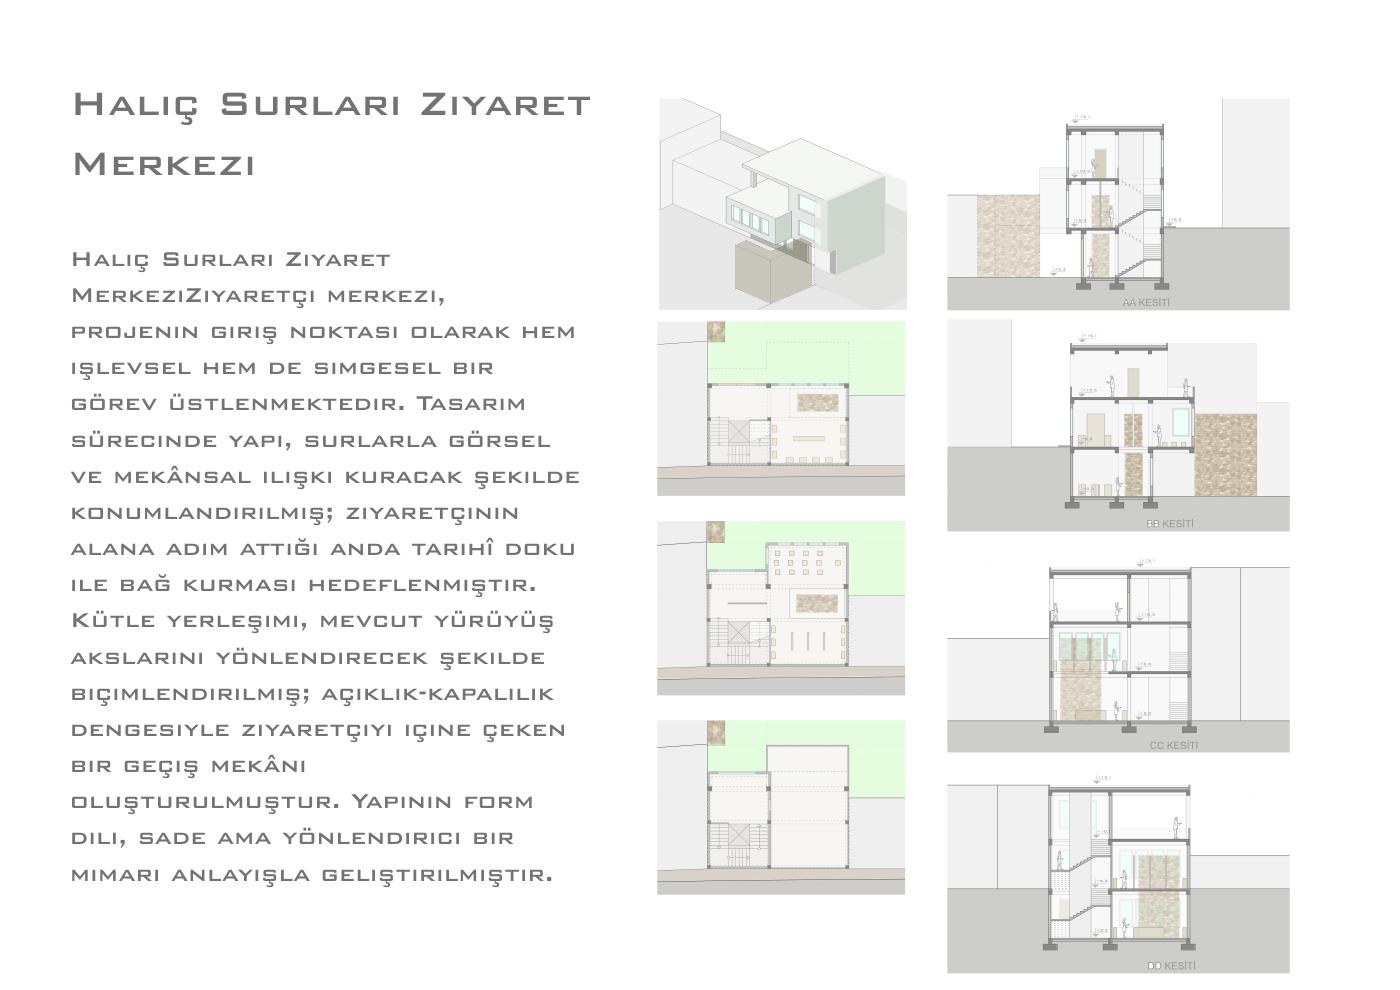 Haliç Surları Ziyaret
Merkezi
Haliç Surları Ziyaret
MerkeziZiyaretçi merkezi,
projenin giriş noktası olarak hem
işlevsel hem de simgesel bir
görev üstlenmektedir. Tasarım
sürecinde yapı, surlarla görsel
ve mekânsal ilişki kuracak şekilde
konumlandırılmış; ziyaretçinin
alana adım attığı anda tarihî doku
ile bağ kurması hedeflenmiştir.
Kütle yerleşimi, mevcut yürüyüş
akslarını yönlendirecek şekilde
biçimlendirilmiş; açıklık-kapalılık
dengesiyle ziyaretçiyi içine çeken
bir geçiş mekânı
oluşturulmuştur. Yapının form
dili, sade ama yönlendirici bir
mimari anlayışla geliştirilmiştir.
AA KESİTİ
BB KESİTİ
CC KESİTİ
DD KESİTİ